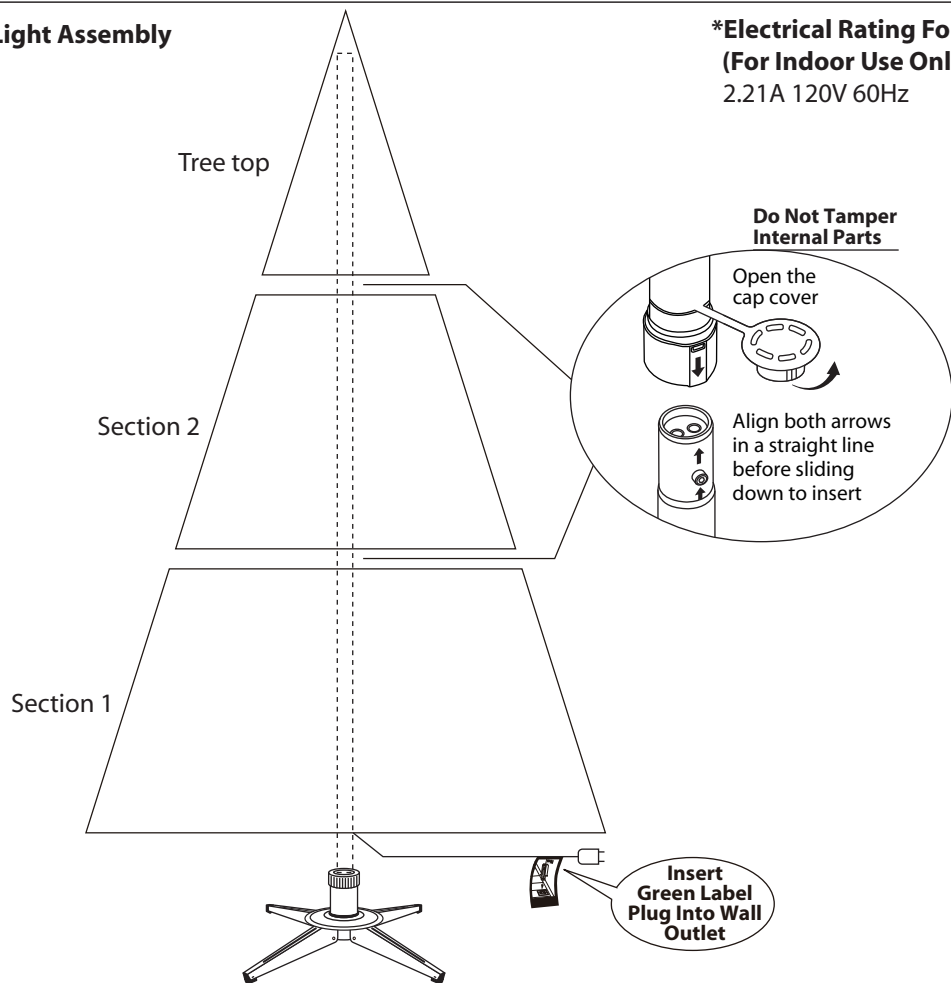 Light Assembly
*Electrical Rating Fo
(For Indoor Use Onl
2.21A 120V 60Hz
Tree top
Do Not Tamper
Internal Parts
Open the
cap cover
Section 2
Align both arrows
in a straight line
before sliding
down to insert
Section 1
Insert
Green Label
Plug Into Wall
Outlet